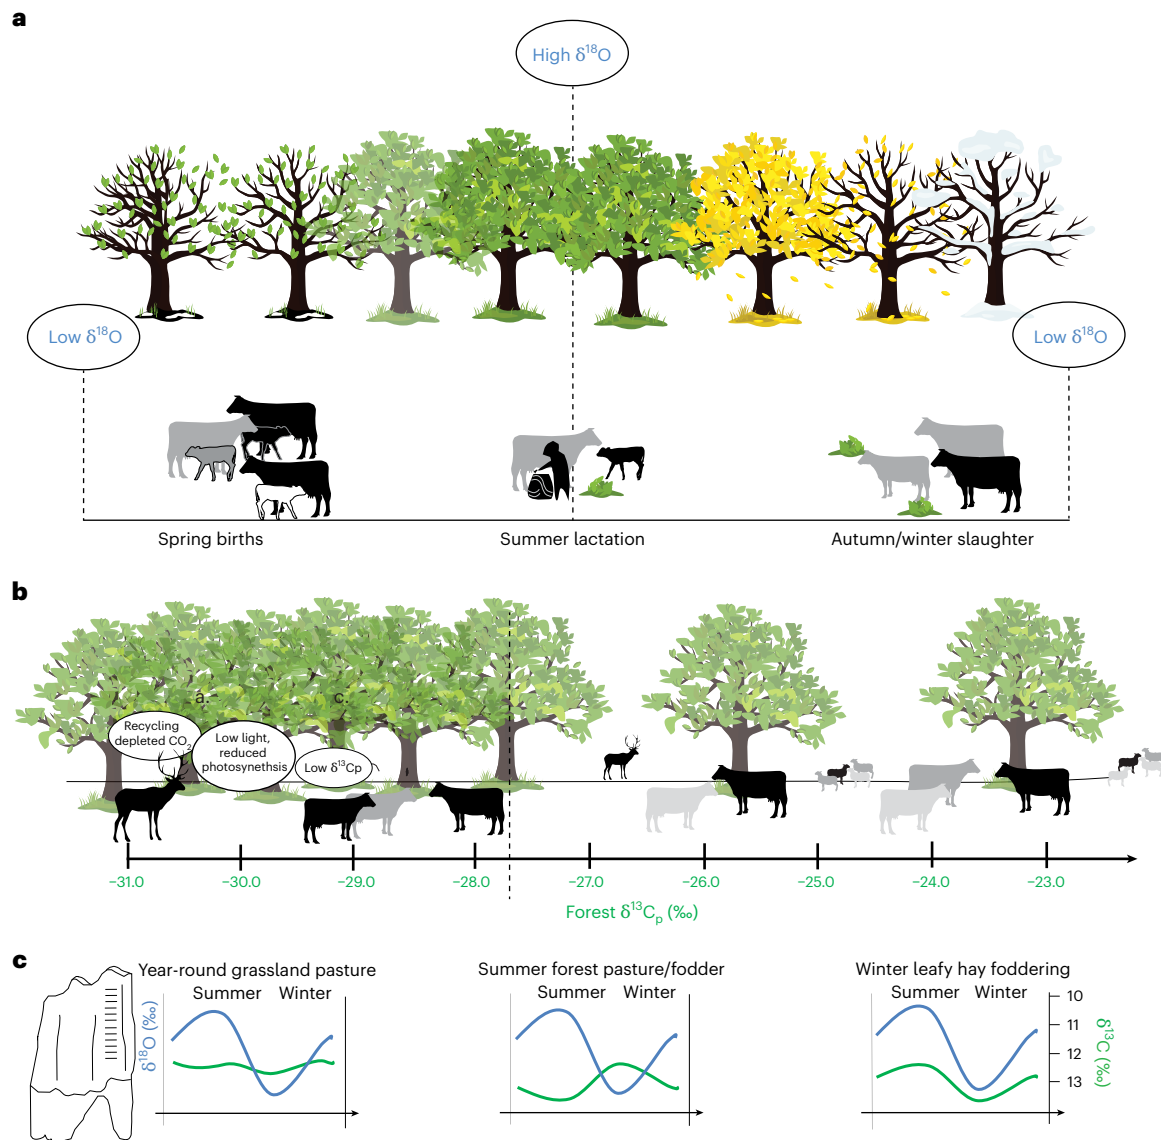 a
High δ¹⁸O
Low δ¹⁸O
Low δ¹⁸O
Spring births
Summer lactation
Autumn/winter slaughter
b
a.
c.
Recycling
depleted CO₂
Low light,
reduced
photosynethsis
Low δ¹³Cp
−31.0
−30.0
−29.0
−28.0
−27.0
−26.0
−25.0
−24.0
−23.0
Forest δ¹³Cₚ (‰)
c
Year-round grassland pasture
Summer Winter
δ¹⁸O (‰)
Summer forest pasture/fodder
Summer Winter
Winter leafy hay foddering
Summer Winter
10
11
12
13
δ¹³C (‰)